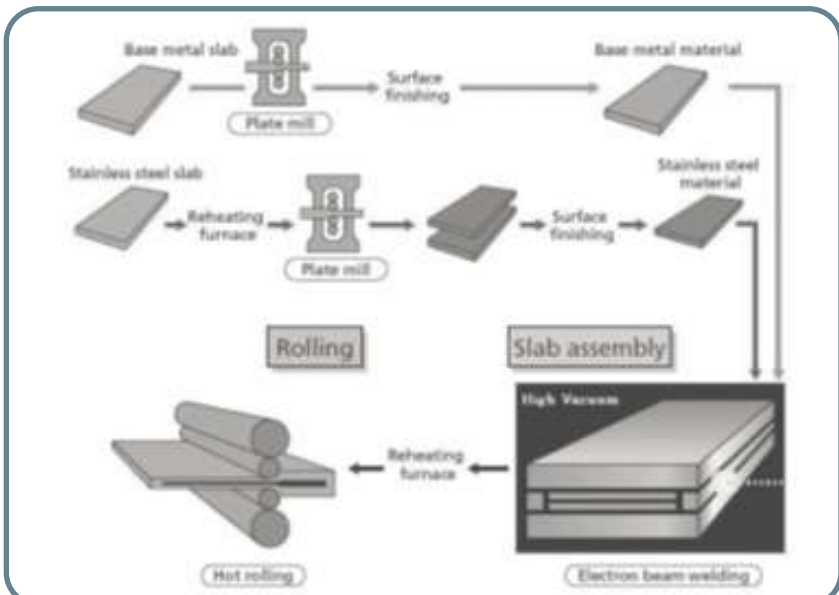 Base metal slab
Plate mill
Surface
finishing
Base metal material
Stainless steel slab
Reheating
furnace
Plate mill
Surface
finishing
Stainless steel
material
Rolling
Slab assembly
High Vacuum
Reheating
furnace
Hot rolling
Electron beam welding